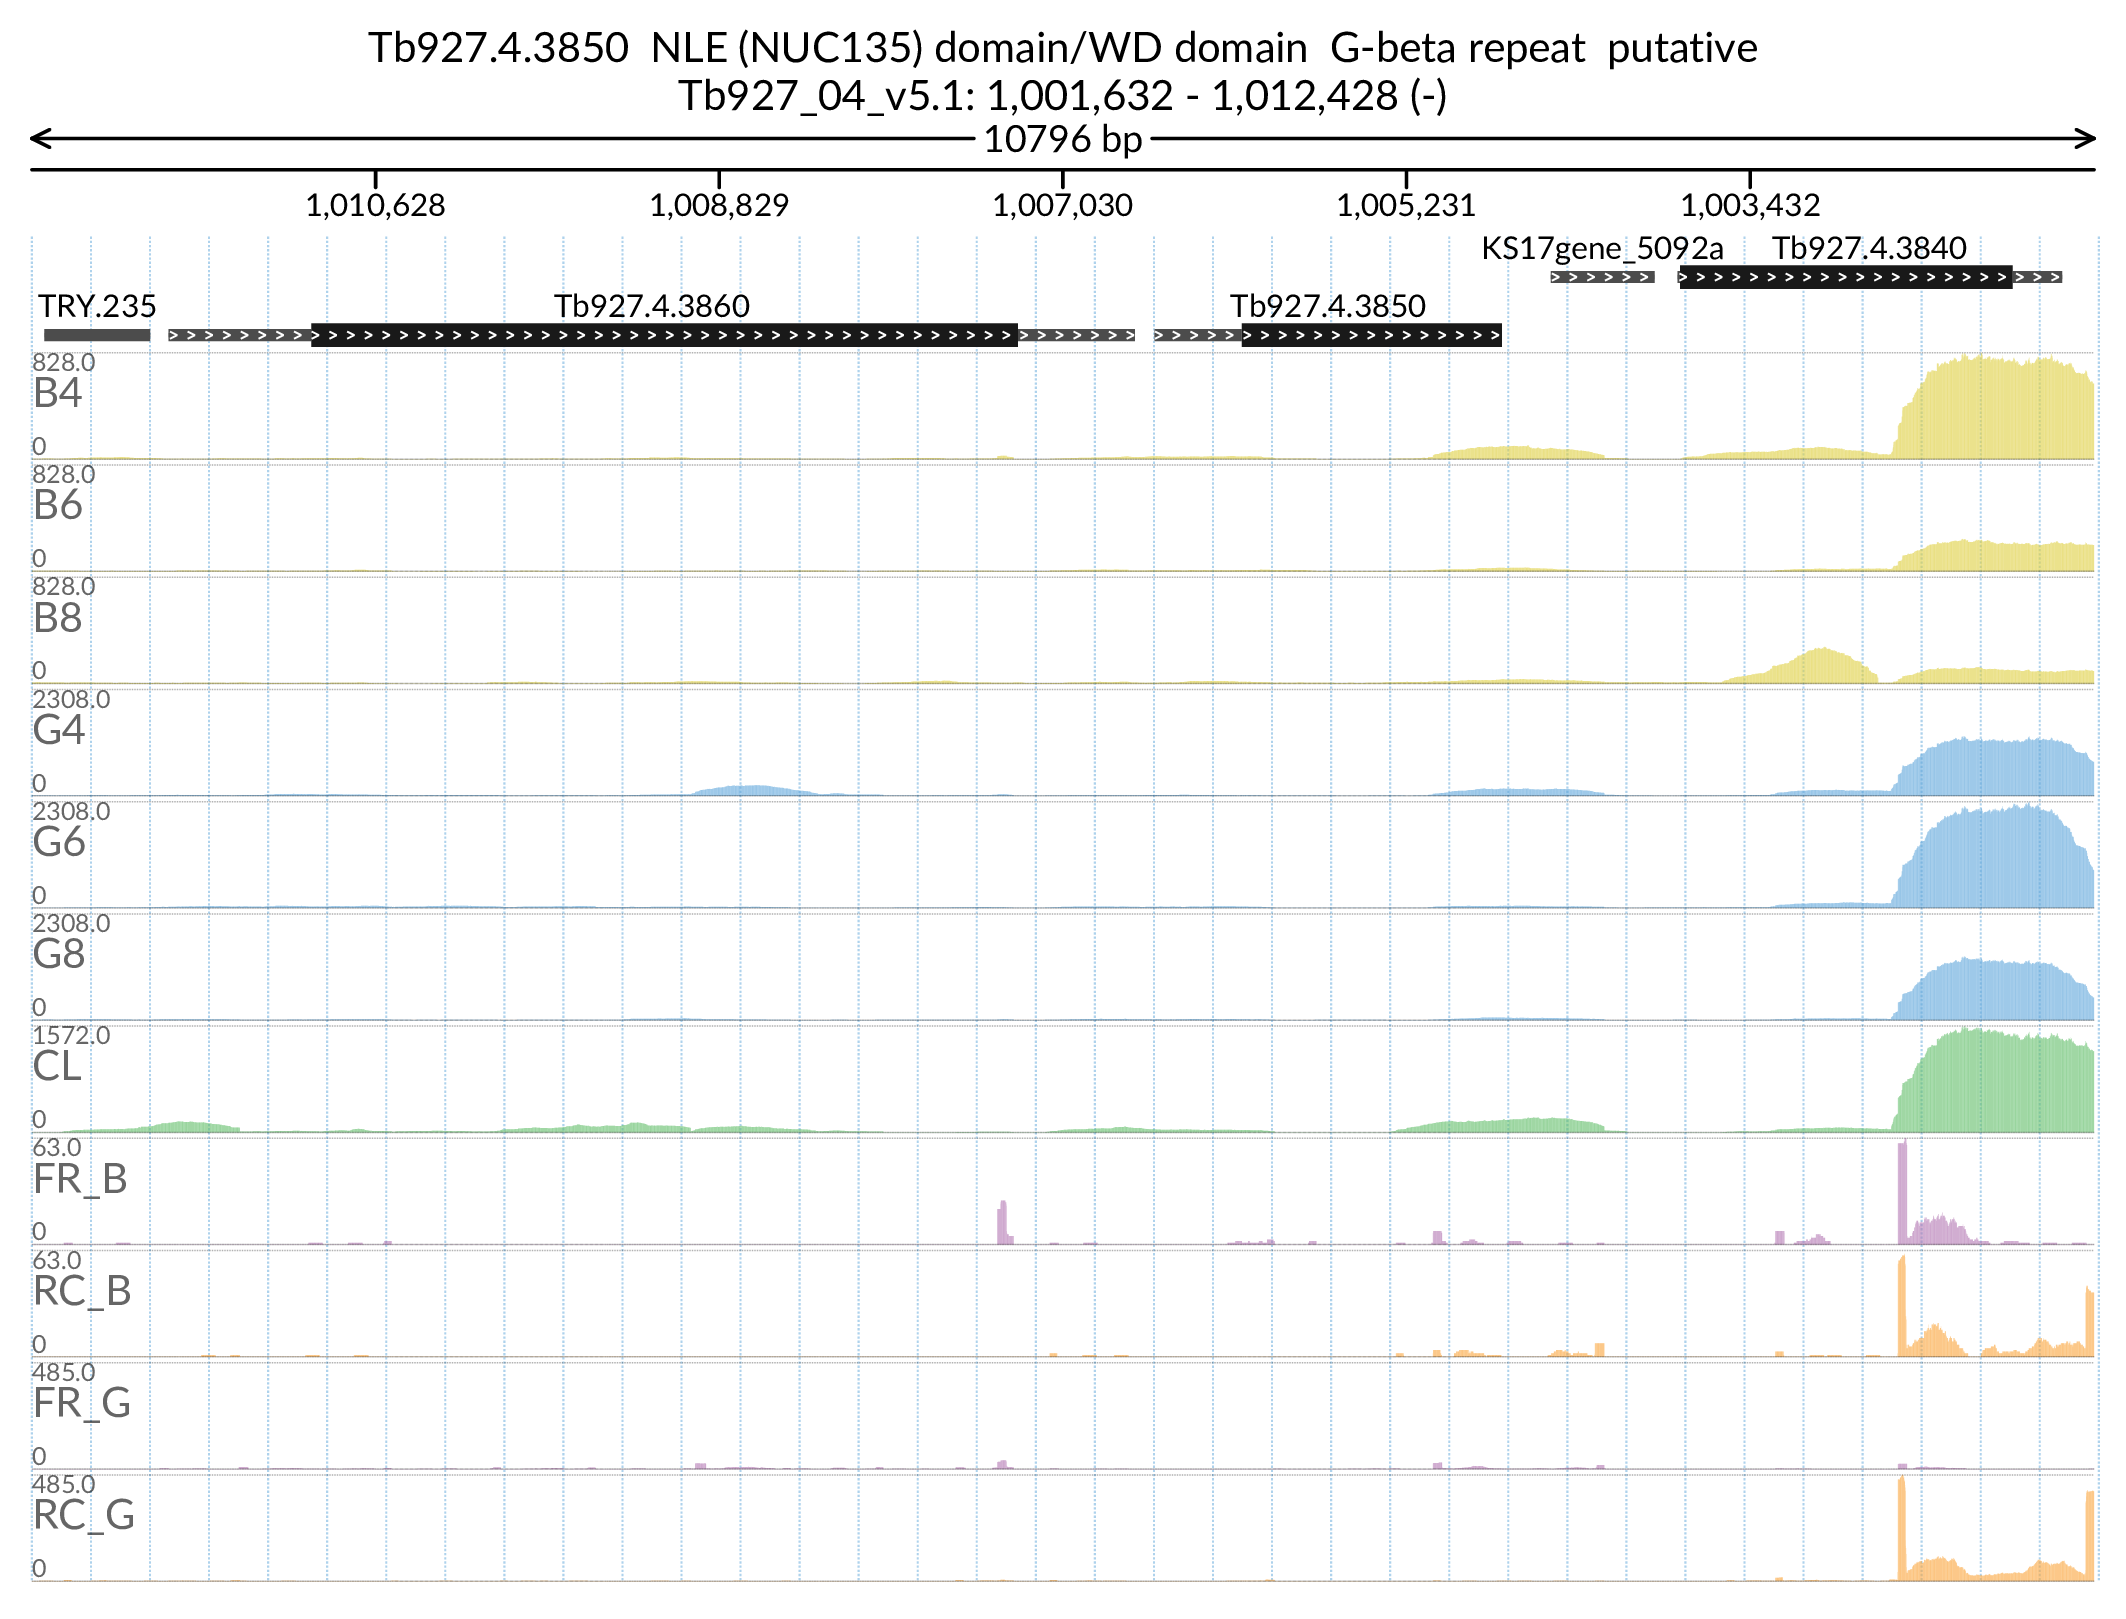 Tb927.4.3850 NLE (NUC135) domain/WD domain G-beta repeat putative
Tb927_04_v5.1: 1,001,632 - 1,012,428 (-)
10796 bp
1,010,628 1,008,829 1,007,030 1,005,231 1,003,432
KS17gene_5092a Tb927.4.3840
TRY.235 Tb927.4.3860 Tb927.4.3850
828.0
B4
0
828.0
B6
0
828.0
B8
0
2308.0
G4
0
2308.0
G6
0
2308.0
G8
0
1572.0
CL
0
63.0
FR_B
0
63.0
RC_B
0
485.0
FR_G
0
485.0
RC_G
0